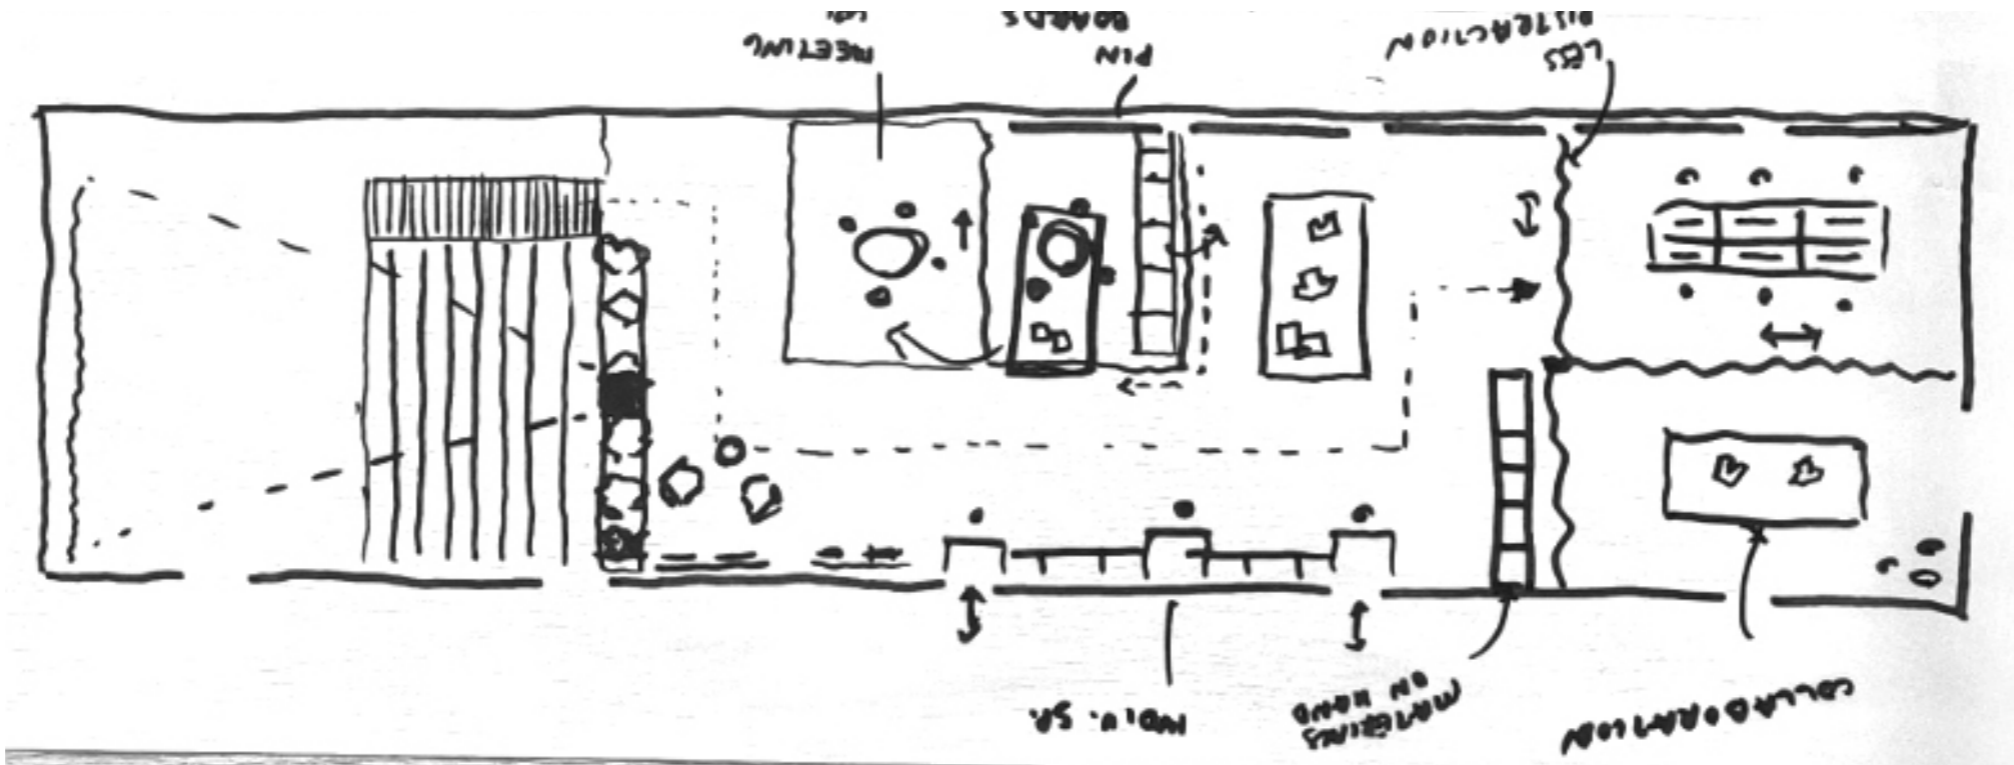 COLLABORATION
MATERIALS
ON HAND
INDIV. SP.
LESS
DISTRACTION
PIN
BOARDS
MEETING